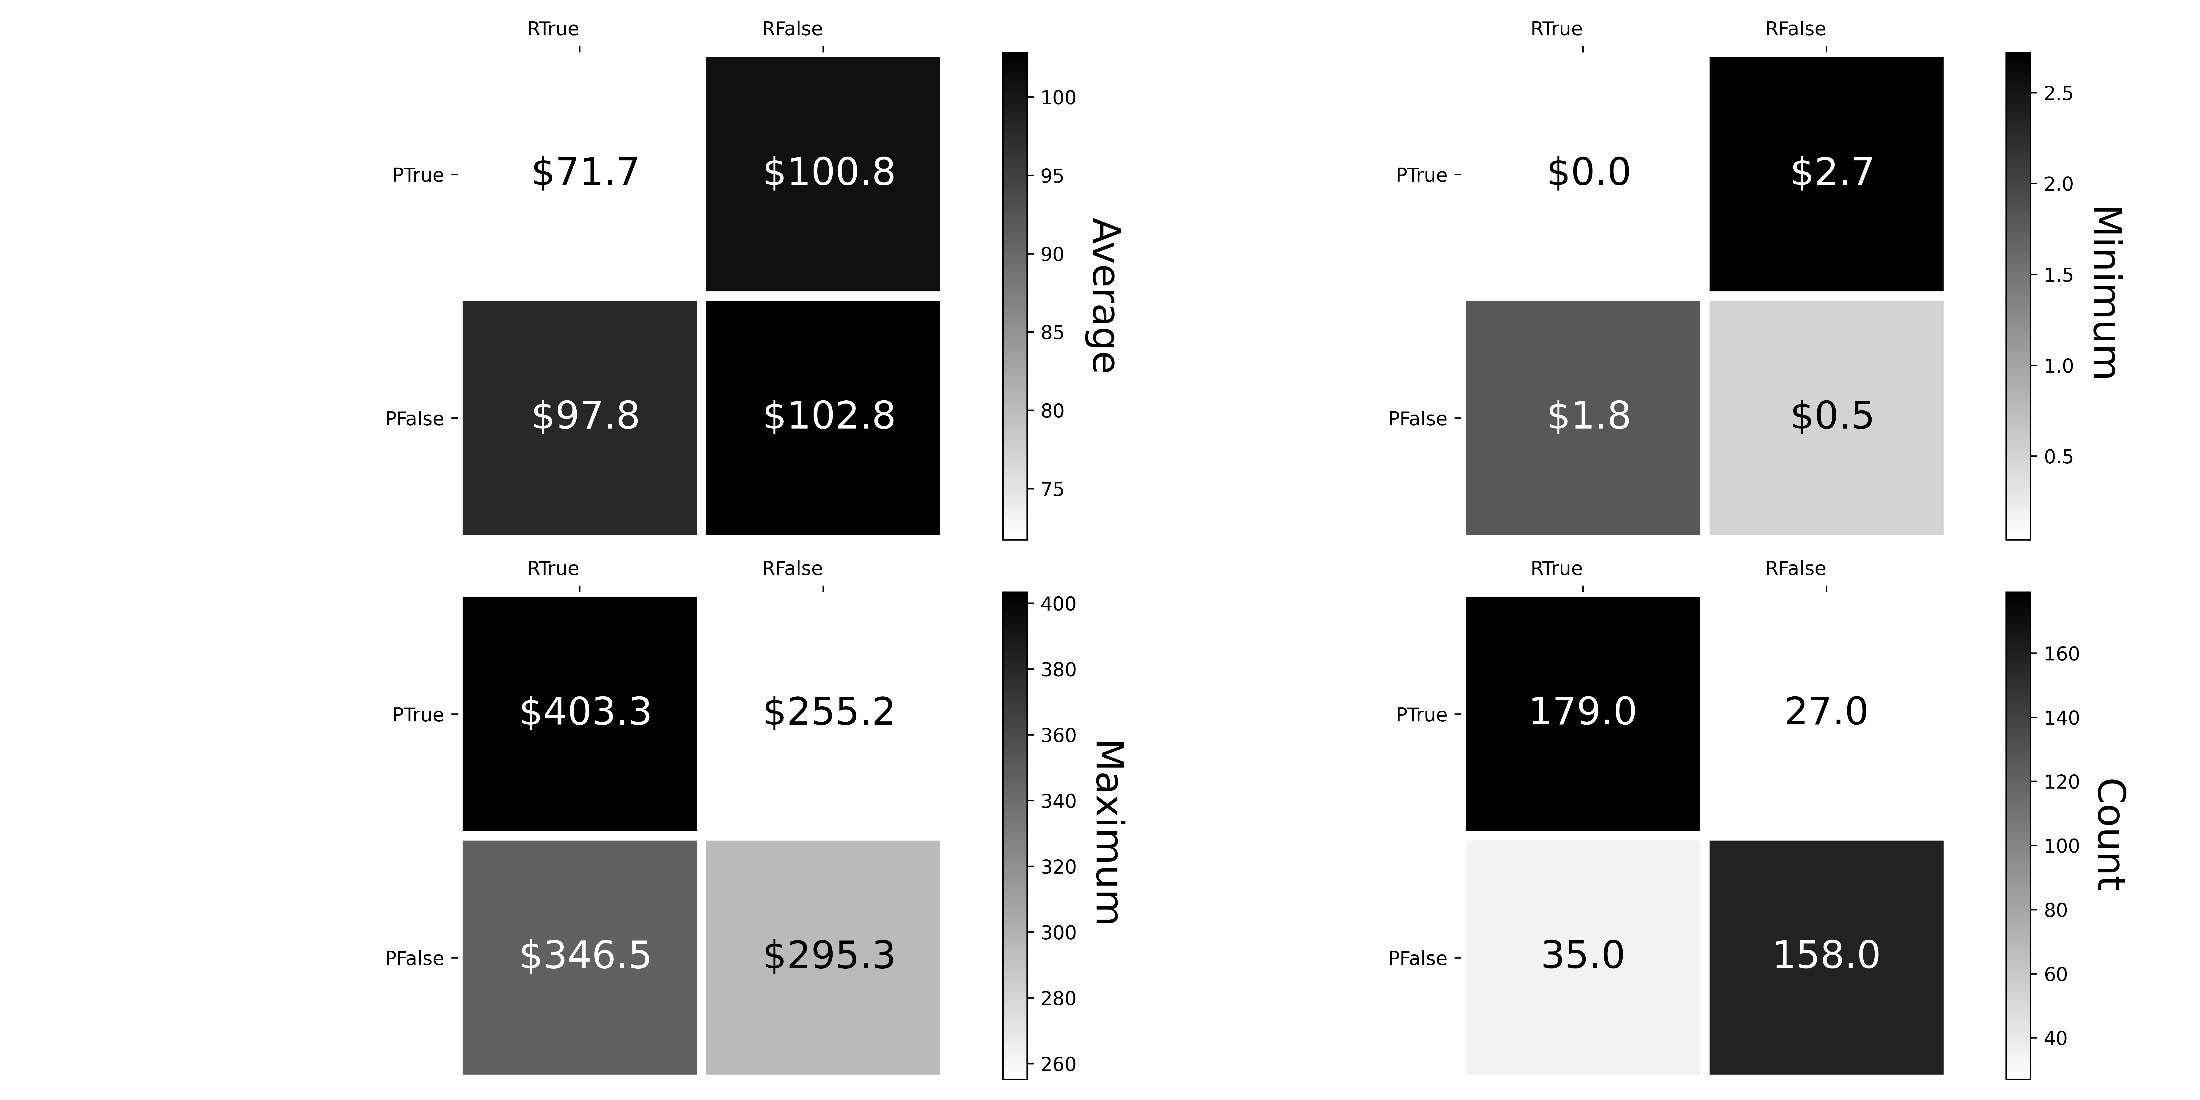 RTrue RFalse
PTrue $71.7 $100.8
PFalse $97.8 $102.8
100
95
90
85
80
75
Average
RTrue RFalse
PTrue $0.0 $2.7
PFalse $1.8 $0.5
2.5
2.0
1.5
1.0
0.5
Minimum
RTrue RFalse
PTrue $403.3 $255.2
PFalse $346.5 $295.3
400
380
360
340
320
300
280
260
Maximum
RTrue RFalse
PTrue 179.0 27.0
PFalse 35.0 158.0
160
140
120
100
80
60
40
Count